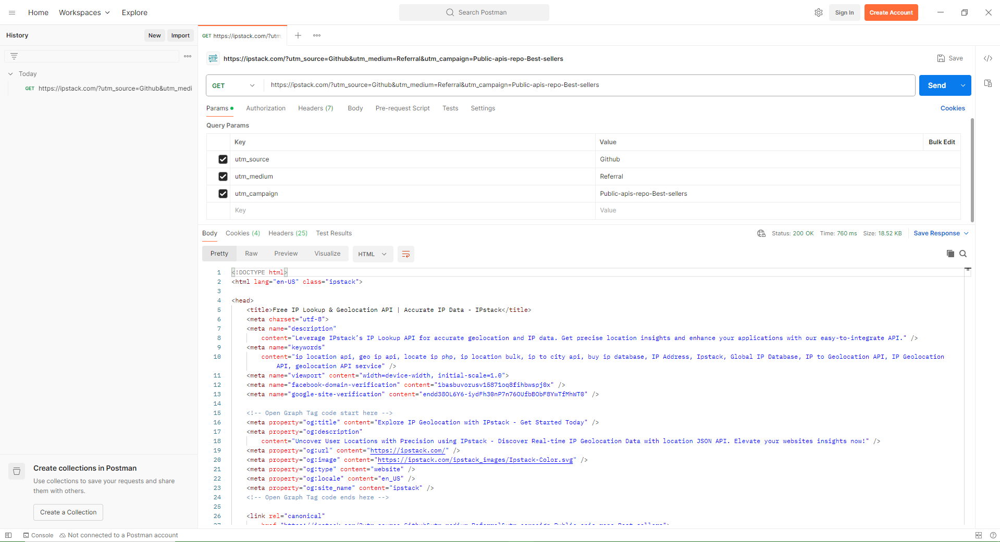 Home Workspaces Explore Search Postman Sign In Create Account
History New Import GET https://ipstack.com/?utm
https://ipstack.com/?utm_source=Github&utm_medium=Referral&utm_campaign=Public-apis-repo-Best-sellers Save
Today
GET https://ipstack.com/?utm_source=Github&utm_medi
GET https://ipstack.com/?utm_source=Github&utm_medium=Referral&utm_campaign=Public-apis-repo-Best-sellers Send
Params Authorization Headers (7) Body Pre-request Script Tests Settings Cookies
Query Params
Key Value Bulk Edit
utm_source Github
utm_medium Referral
utm_campaign Public-apis-repo-Best-sellers
Key Value
Body Cookies (4) Headers (25) Test Results Status: 200 OK Time: 760 ms Size: 18.52 KB Save Response
Pretty Raw Preview Visualize HTML
1 <!DOCTYPE html>
2 <html lang="en-US" class="ipstack">
3
4 <head>
5 <title>Free IP Lookup & Geolocation API | Accurate IP Data - IPstack</title>
6 <meta charset="utf-8">
7 <meta name="description"
8 content="Leverage IPstack’s IP Lookup API for accurate geolocation and IP data. Get precise location insights and enhance your applications with our easy-to-integrate API." />
9 <meta name="keywords"
10 content="ip location api, geo ip api, locate ip php, ip location bulk, ip to city api, buy ip database, IP Address, Ipstack, Global IP Database, IP to Geolocation API, IP Geolocation
API, geolocation API service" />
11 <meta name="viewport" content="width=device-width, initial-scale=1.0">
12 <meta name="facebook-domain-verification" content="1basbuvorusv15871oq8fihbwspj0x" />
13 <meta name="google-site-verification" content="endd38OL6Y6-iydFh30nP7n76OUfbBObF8YwTfMhWT0" />
14
15 <!-- Open Graph Tag code start here -->
16 <meta property="og:title" content="Explore IP Geolocation with IPstack - Get Started Today" />
17 <meta property="og:description"
18 content="Uncover User Locations with Precision using IPstack - Discover Real-time IP Geolocation Data with location JSON API. Elevate your websites insights now!" />
19 <meta property="og:url" content="https://ipstack.com/" />
20 <meta property="og:image" content="https://ipstack.com/ipstack_images/Ipstack-Color.svg" />
21 <meta property="og:type" content="website" />
22 <meta property="og:locale" content="en_US" />
23 <meta property="og:site_name" content="ipstack" />
24 <!-- Open Graph Tag code ends here -->
25
26 <link rel="canonical"
Create collections in Postman
Use collections to save your requests and share
them with others.
Create a Collection
Console Not connected to a Postman account